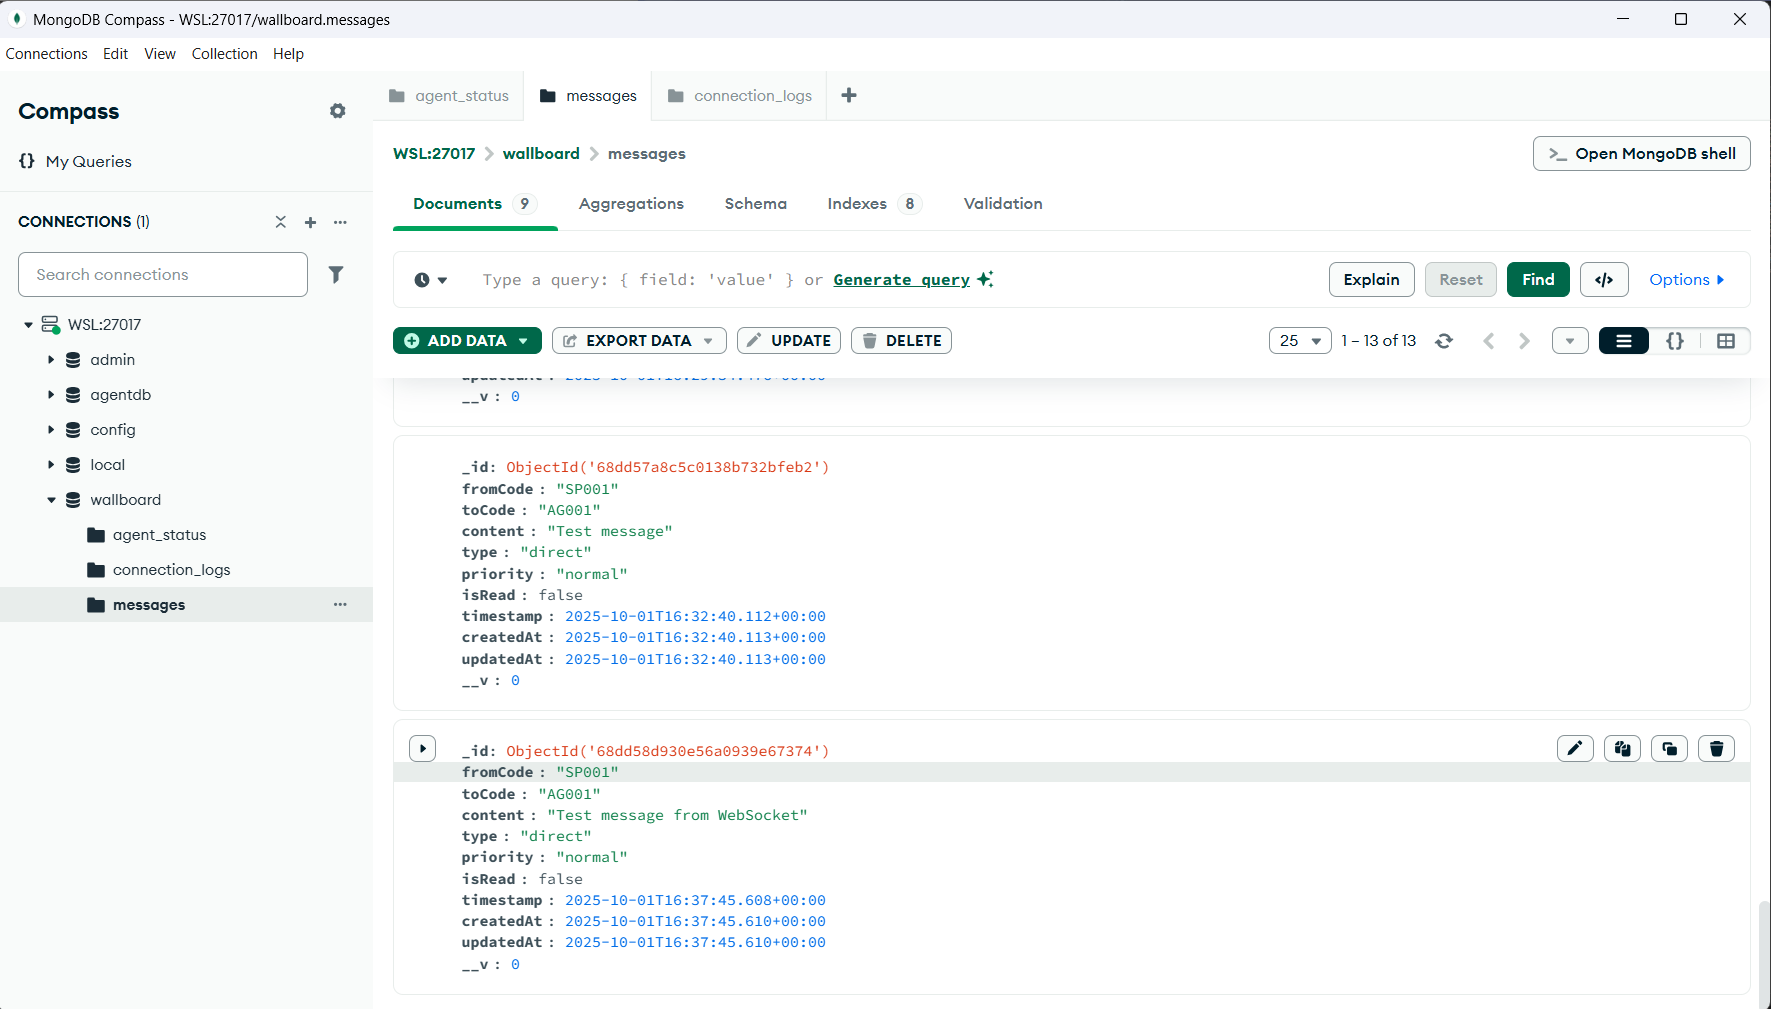 MongoDB Compass - WSL:27017/wallboard.messages
Connections Edit View Collection Help
Compass
{} My Queries
CONNECTIONS (1)
Search connections
WSL:27017
admin
agentdb
config
local
wallboard
agent_status
connection_logs
messages
agent_status messages connection_logs
WSL:27017 > wallboard > messages
>_ Open MongoDB shell
Documents 9 Aggregations Schema Indexes 8 Validation
Type a query: { field: 'value' } or Generate query
Explain Reset Find </> Options
ADD DATA EXPORT DATA UPDATE DELETE
25 1 – 13 of 13 {}
__v : 0
_id: ObjectId('68dd57a8c5c0138b732bfeb2')
fromCode : "SP001"
toCode : "AG001"
content : "Test message"
type : "direct"
priority : "normal"
isRead : false
timestamp : 2025-10-01T16:32:40.112+00:00
createdAt : 2025-10-01T16:32:40.113+00:00
updatedAt : 2025-10-01T16:32:40.113+00:00
__v : 0
_id: ObjectId('68dd58d930e56a0939e67374')
fromCode : "SP001"
toCode : "AG001"
content : "Test message from WebSocket"
type : "direct"
priority : "normal"
isRead : false
timestamp : 2025-10-01T16:37:45.608+00:00
createdAt : 2025-10-01T16:37:45.610+00:00
updatedAt : 2025-10-01T16:37:45.610+00:00
__v : 0